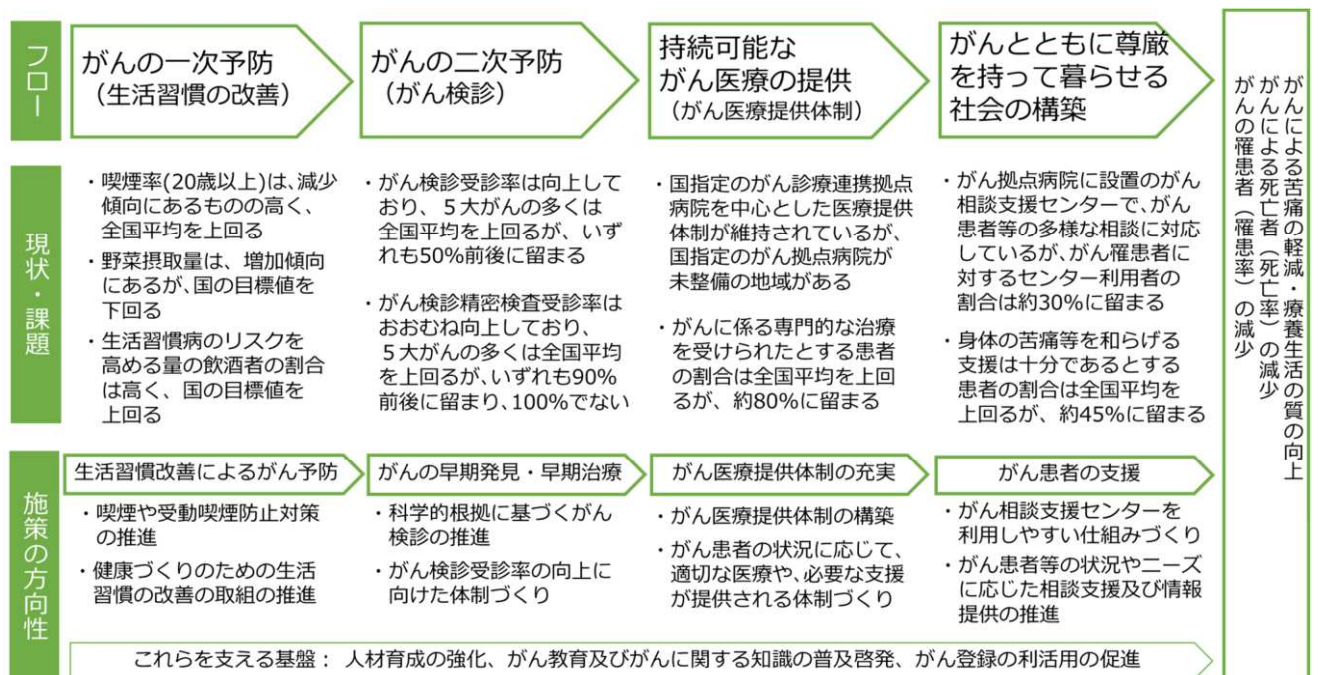 フロー
がんの一次予防
（生活習慣の改善）
がんの二次予防
（がん検診）
持続可能な
がん医療の提供
（がん医療提供体制）
がんとともに尊厳
を持って暮らせる
社会の構築
現状・課題
・喫煙率(20歳以上)は、減少
傾向にあるものの高く、
全国平均を上回る
・野菜摂取量は、増加傾向
にあるが、国の目標値を
下回る
・生活習慣病のリスクを
高める量の飲酒者の割合
は高く、国の目標値を
上回る
・がん検診受診率は向上して
おり、５大がんの多くは
全国平均を上回るが、いず
れも50%前後に留まる
・がん検診精密検査受診率は
おおむね向上しており、
５大がんの多くは全国平均
を上回るが、いずれも90%
前後に留まり、100%でない
・国指定のがん診療連携拠点
病院を中心とした医療提供
体制が維持されているが、
国指定のがん拠点病院が
未整備の地域がある
・がんに係る専門的な治療
を受けられたとする患者
の割合は全国平均を上回
るが、約80%に留まる
・がん拠点病院に設置のがん
相談支援センターで、がん
患者等の多様な相談に対応
しているが、がん罹患者に
対するセンター利用者の
割合は約30%に留まる
・身体の苦痛等を和らげる
支援は十分であるとする
患者の割合は全国平均を
上回るが、約45%に留まる
施策の方向性
生活習慣改善によるがん予防
・喫煙や受動喫煙防止対策
の推進
・健康づくりのための生活
習慣の改善の取組の推進
がんの早期発見・早期治療
・科学的根拠に基づくがん
検診の推進
・がん検診受診率の向上に
向けた体制づくり
がん医療提供体制の充実
・がん医療提供体制の構築
・がん患者の状況に応じて、
適切な医療や、必要な支援
が提供される体制づくり
がん患者の支援
・がん相談支援センターを
利用しやすい仕組みづくり
・がん患者等の状況やニーズ
に応じた相談支援及び情報
提供の推進
これらを支える基盤： 人材育成の強化、がん教育及びがんに関する知識の普及啓発、がん登録の利活用の促進
がんによる苦痛の軽減・療養生活の質の向上
がんによる死亡者（死亡率）の減少
がんの罹患者（罹患率）の減少